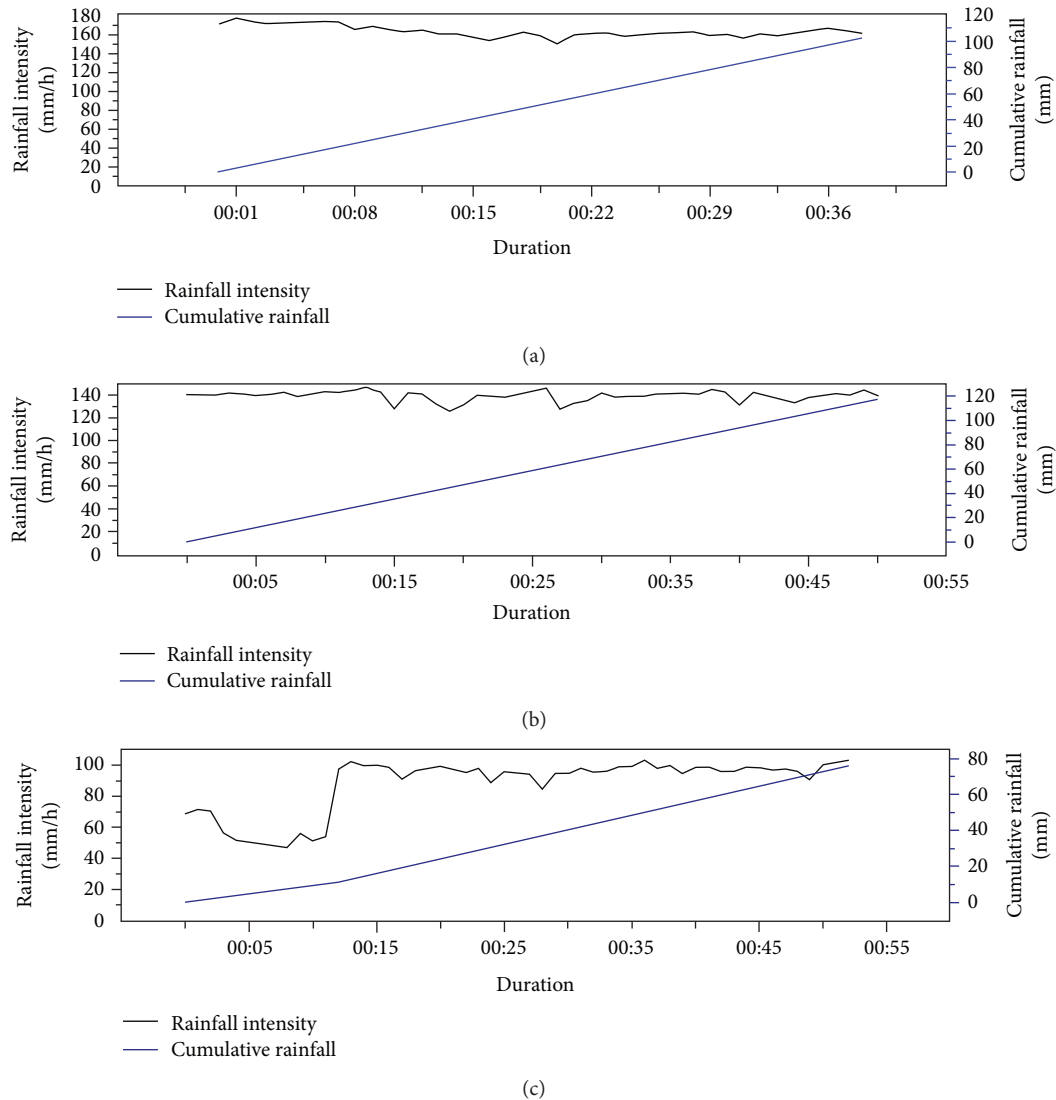 180
160
140
120
100
80
60
40
20
0
Rainfall intensity
(mm/h)
120
100
80
60
40
20
0
Cumulative rainfall
(mm)
00:01 00:08 00:15 00:22 00:29 00:36
Duration
Rainfall intensity
Cumulative rainfall
(a)
140
120
100
80
60
40
20
0
Rainfall intensity
(mm/h)
120
100
80
60
40
20
0
Cumulative rainfall
(mm)
00:05 00:15 00:25 00:35 00:45 00:55
Duration
Rainfall intensity
Cumulative rainfall
(b)
100
80
60
40
20
0
Rainfall intensity
(mm/h)
80
60
40
20
0
Cumulative rainfall
(mm)
00:05 00:15 00:25 00:35 00:45 00:55
Duration
Rainfall intensity
Cumulative rainfall
(c)